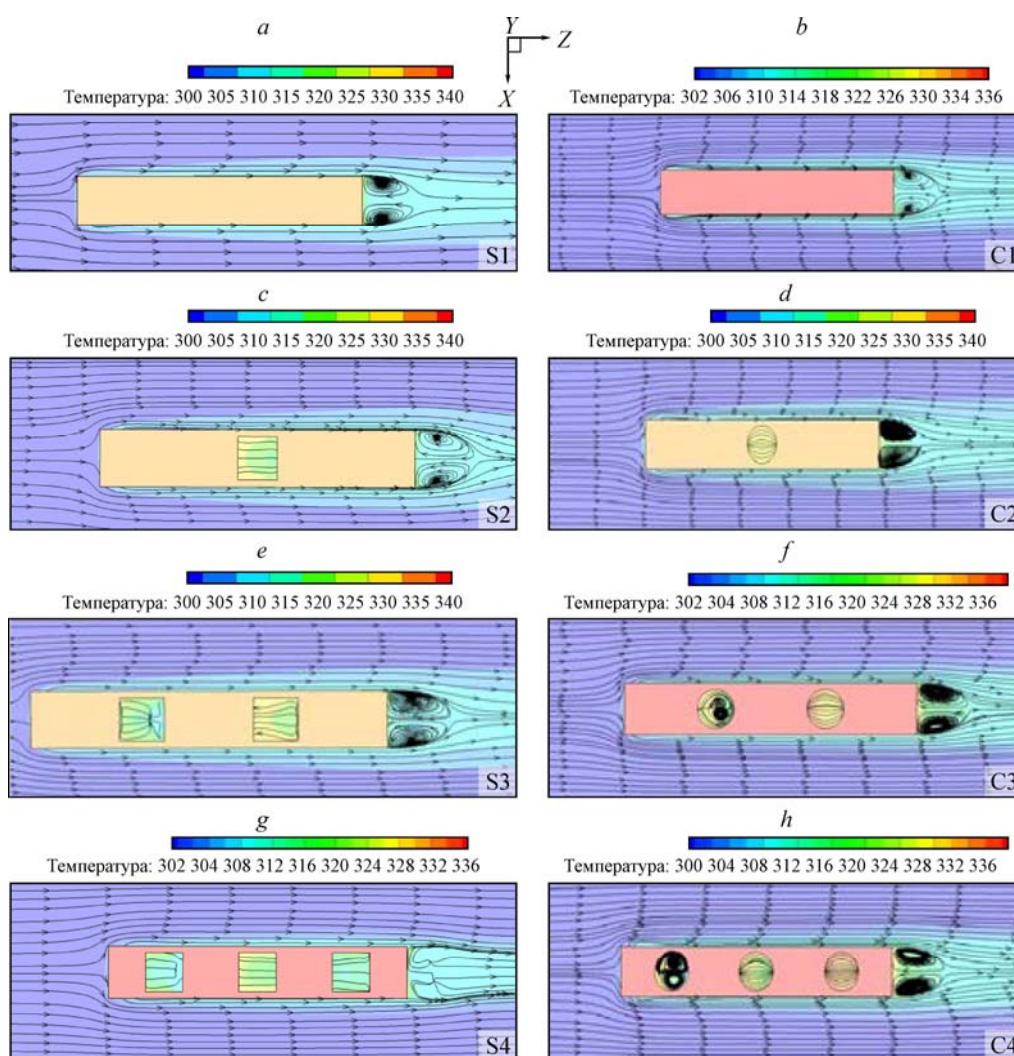 a
Y
Z
X
b
Температура: 300 305 310 315 320 325 330 335 340
Температура: 302 306 310 314 318 322 326 330 334 336
S1
C1
c
d
Температура: 300 305 310 315 320 325 330 335 340
Температура: 300 305 310 315 320 325 330 335 340
S2
C2
e
f
Температура: 300 305 310 315 320 325 330 335 340
Температура: 302 304 308 312 316 320 324 328 332 336
S3
C3
g
h
Температура: 302 304 308 312 316 320 324 328 332 336
Температура: 300 304 308 312 316 320 324 328 332 336
S4
C4